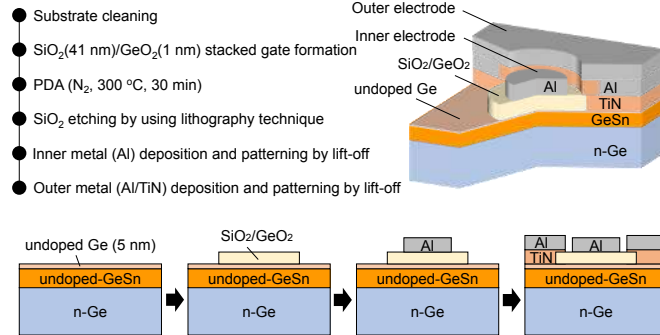 Substrate cleaning
SiO₂(41 nm)/GeO₂(1 nm) stacked gate formation
PDA (N₂, 300 ºC, 30 min)
SiO₂ etching by using lithography technique
Inner metal (Al) deposition and patterning by lift-off
Outer metal (Al/TiN) deposition and patterning by lift-off
Outer electrode
Inner electrode
SiO₂/GeO₂
undoped Ge
Al
Al
TiN
GeSn
n-Ge
undoped Ge (5 nm)
undoped-GeSn
n-Ge
SiO₂/GeO₂
undoped-GeSn
n-Ge
Al
undoped-GeSn
n-Ge
Al
Al
TiN
undoped-GeSn
n-Ge